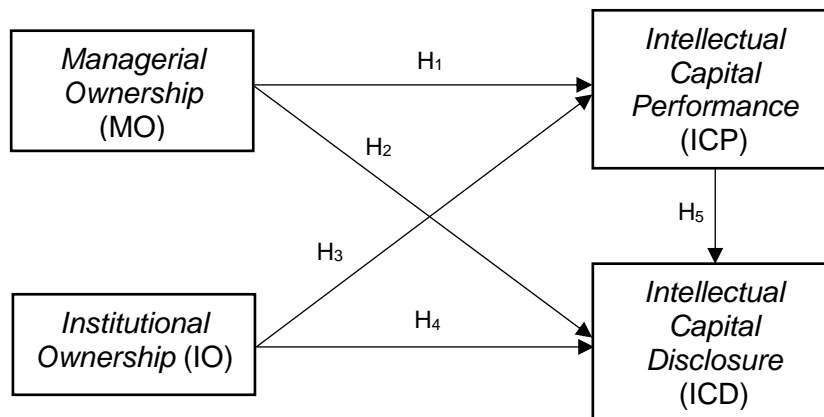 Managerial
Ownership
(MO)
H₁
Intellectual
Capital
Performance
(ICP)
H₂
H₅
H₃
Institutional
Ownership (IO)
H₄
Intellectual
Capital
Disclosure
(ICD)